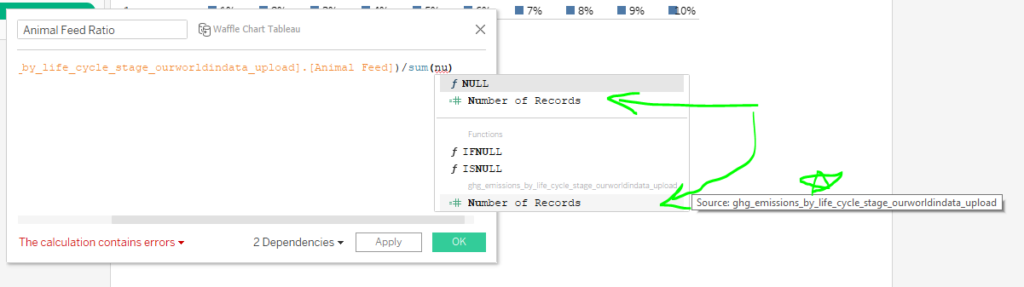 6% 7% 8% 9% 10%
Animal Feed Ratio Waffle Chart Tableau
_by_life_cycle_stage_ourworldindata_upload].[Animal Feed])/sum(nu)
ƒ NULL
=# Number of Records
Functions
ƒ IFNULL
ƒ ISNULL
ghg_emissions_by_life_cycle_stage_ourworldindata_upload
=# Number of Records
Source: ghg_emissions_by_life_cycle_stage_ourworldindata_upload
The calculation contains errors 2 Dependencies Apply OK